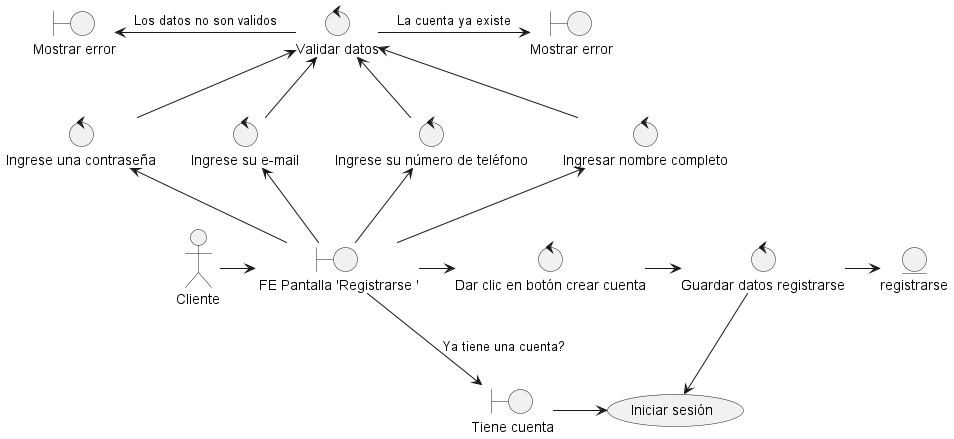 Los datos no son validos
La cuenta ya existe
Mostrar error
Validar datos
Mostrar error
Ingrese una contraseña
Ingrese su e-mail
Ingrese su número de teléfono
Ingresar nombre completo
Cliente
FE Pantalla 'Registrarse '
Dar clic en botón crear cuenta
Guardar datos registrarse
registrarse
Ya tiene una cuenta?
Tiene cuenta
Iniciar sesión